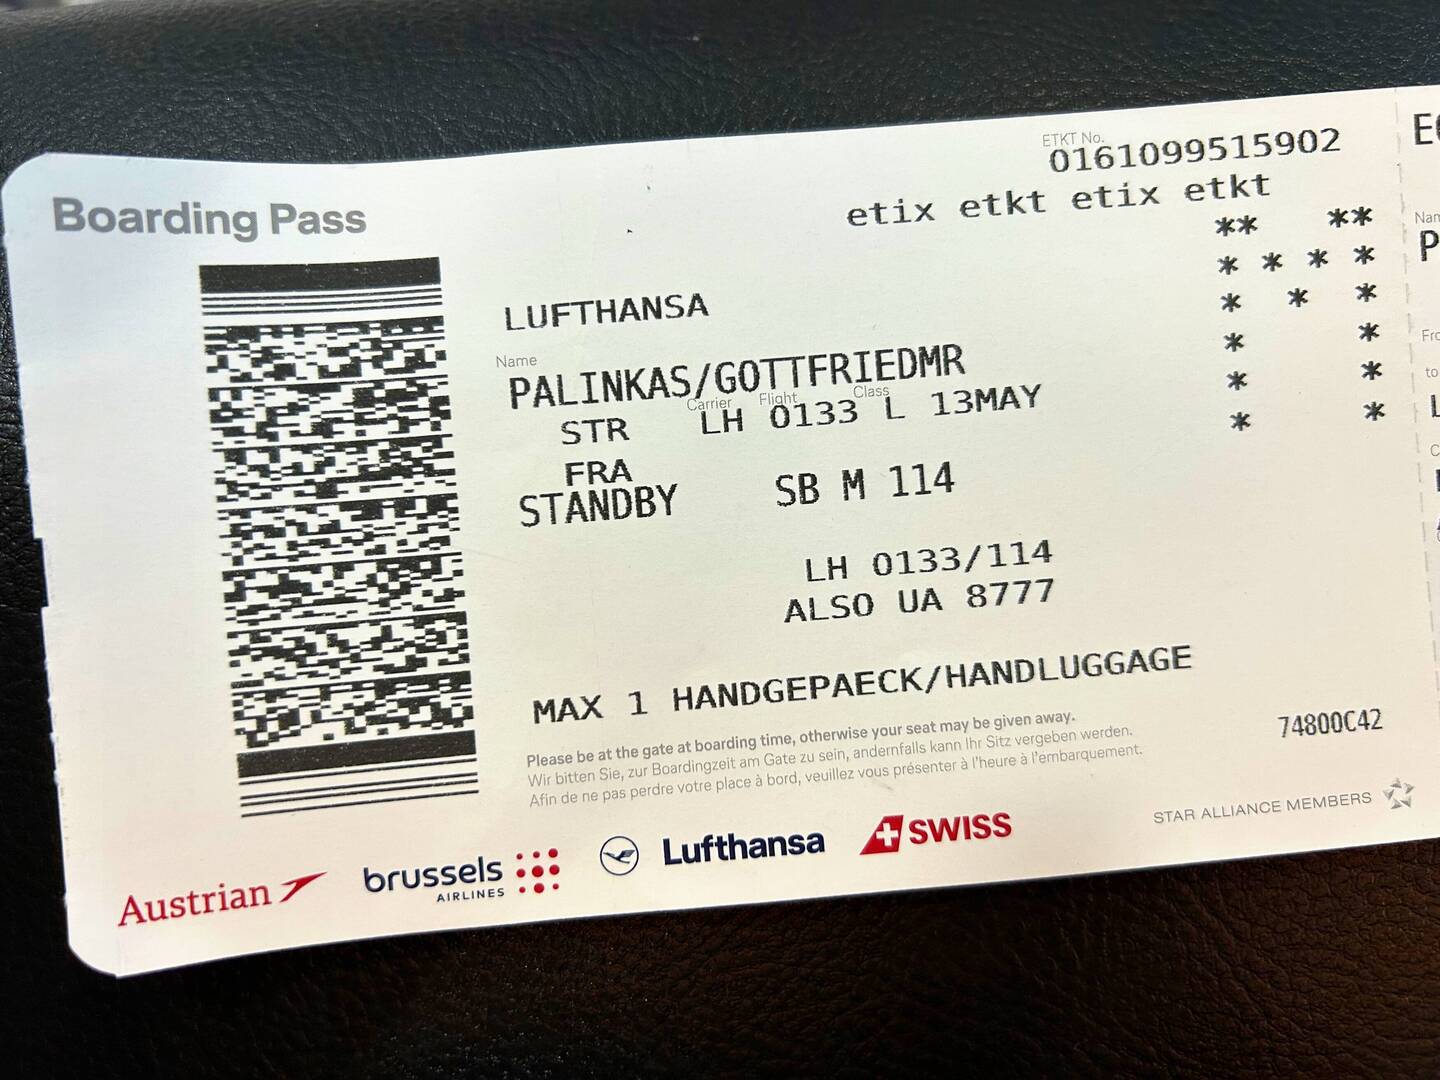 Boarding Pass
ETKT No.
0161099515902
etix etkt etix etkt
** **
* * * *
* * *
* *
* *
* *
LUFTHANSA
Name
PALINKAS/GOTTFRIEDMR
Carrier Flight Class
STR LH 0133 L 13MAY
FRA
STANDBY SB M 114
LH 0133/114
ALSO UA 8777
MAX 1 HANDGEPAECK/HANDLUGGAGE
Please be at the gate at boarding time, otherwise your seat may be given away.
Wir bitten Sie, zur Boardingzeit am Gate zu sein, andernfalls kann Ihr Sitz vergeben werden.
Afin de ne pas perdre votre place à bord, veuillez vous présenter à l'heure à l'embarquement.
74800C42
STAR ALLIANCE MEMBERS
Austrian
brussels
AIRLINES
Lufthansa
SWISS
to